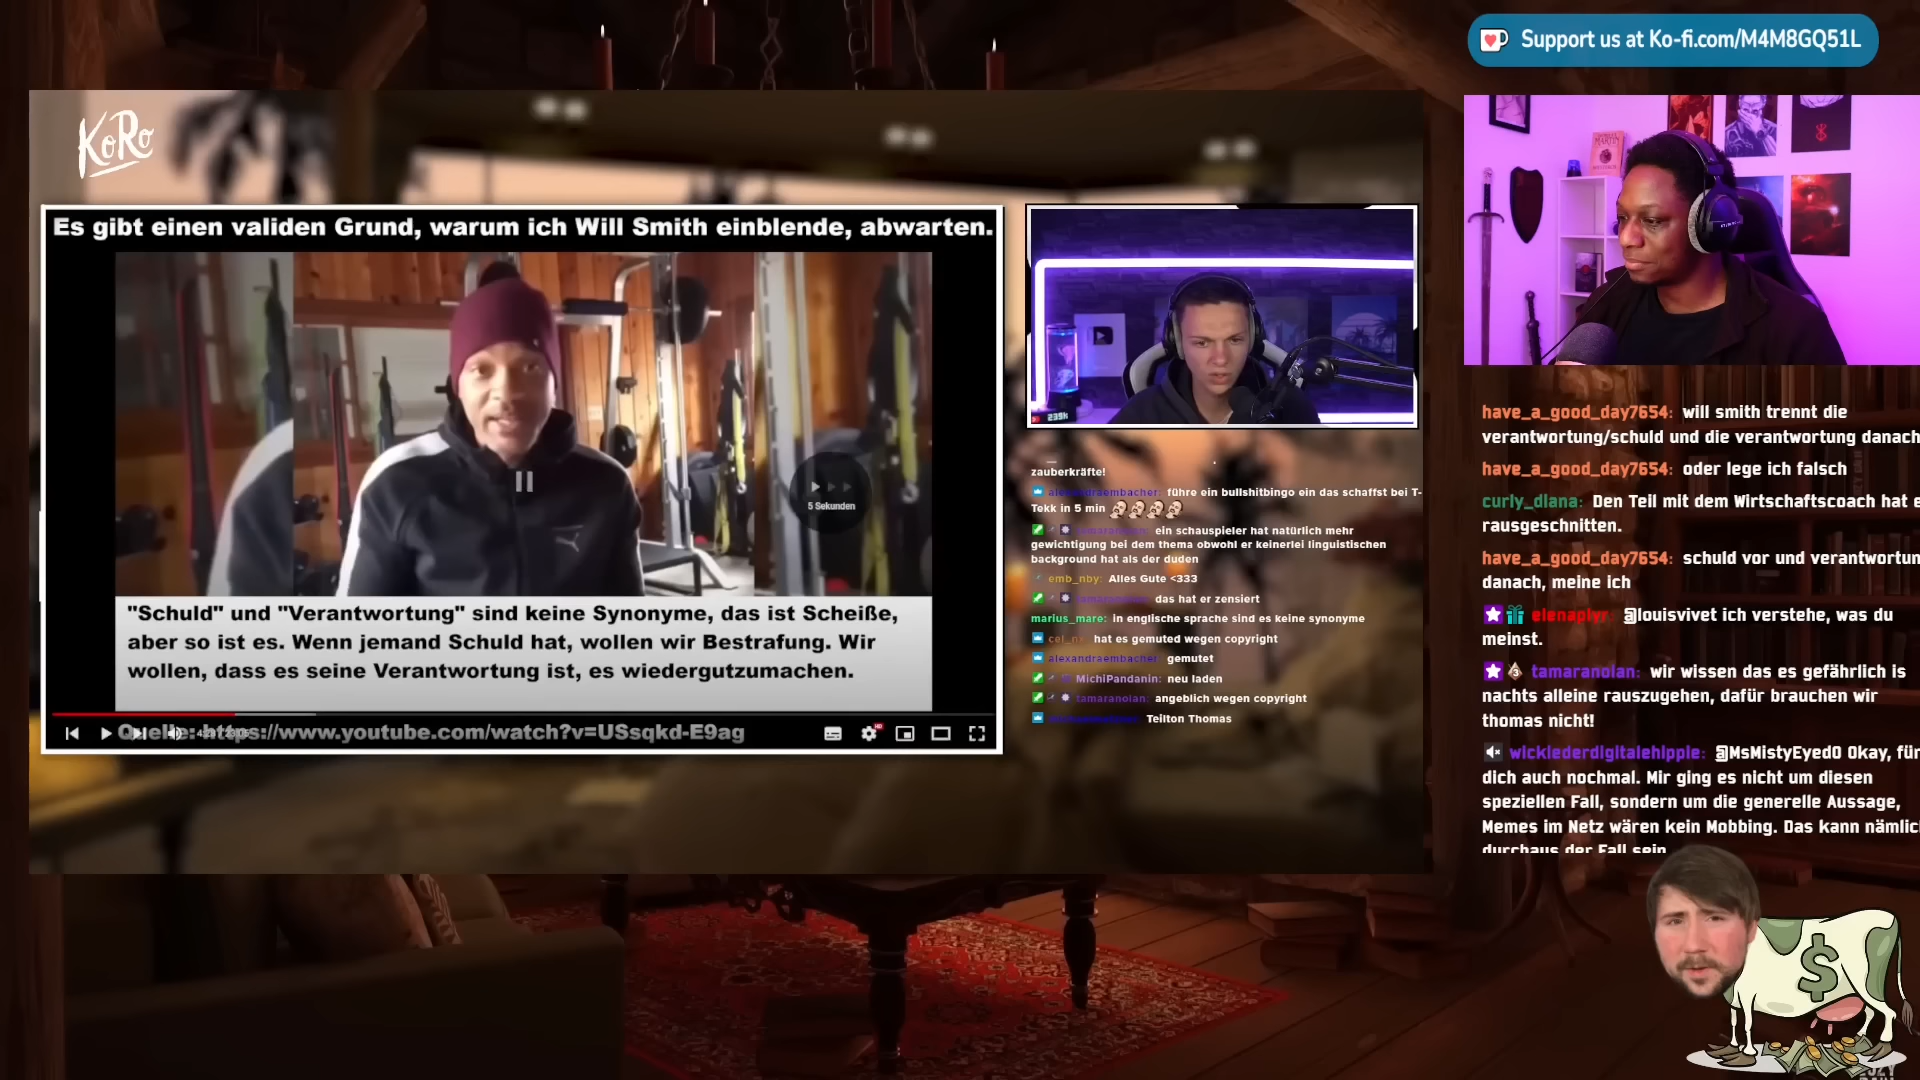 Support us at Ko-fi.com/M4M8GQ51L
KoRo
Es gibt einen validen Grund, warum ich Will Smith einblende, abwarten.
5 Sekunden
"Schuld" und "Verantwortung" sind keine Synonyme, das ist Scheiße,
aber so ist es. Wenn jemand Schuld hat, wollen wir Bestrafung. Wir
wollen, dass es seine Verantwortung ist, es wiedergutzumachen.
Quelle: https://www.youtube.com/watch?v=USsqkd-E9ag
HD
239k
zauberkräfte!
alexandraembacher: führe ein bullshitbingo ein das schaffst bei T-
Tekk in 5 min
tamaranolan: ein schauspieler hat natürlich mehr
gewichtigung bei dem thema obwohl er keinerlei linguistischen
background hat als der duden
emb_nby: Alles Gute <333
tamaranolan: das hat er zensiert
marius_mare: in englische sprache sind es keine synonyme
hat es gemuted wegen copyright
alexandraembacher: gemutet
MichiPandanin: neu laden
tamaranolan: angeblich wegen copyright
Teilton Thomas
have_a_good_day7654: will smith trennt die
verantwortung/schuld und die verantwortung danach
have_a_good_day7654: oder lege ich falsch
curly_diana: Den Teil mit dem Wirtschaftscoach hat e
rausgeschnitten.
have_a_good_day7654: schuld vor und verantwortun
danach, meine ich
elenaplyr: @louisvivet ich verstehe, was du
meinst.
tamaranolan: wir wissen das es gefährlich is
nachts alleine rauszugehen, dafür brauchen wir
thomas nicht!
wickiederdigitalehippie: @MsMistyEyed0 Okay, für
dich auch nochmal. Mir ging es nicht um diesen
speziellen Fall, sondern um die generelle Aussage,
Memes im Netz wären kein Mobbing. Das kann nämlic
durchaus der Fall sein
$